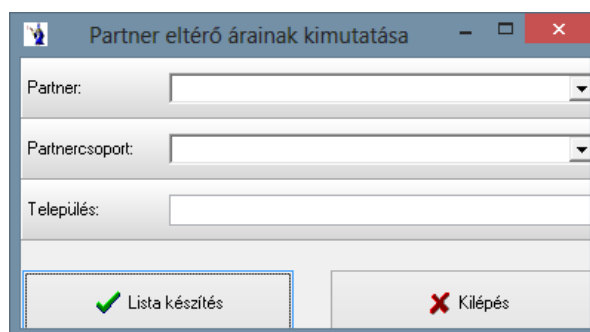 Partner eltérő árainak kimutatása
Partner:
Partnercsoport:
Település:
Lista készítés
Kilépés